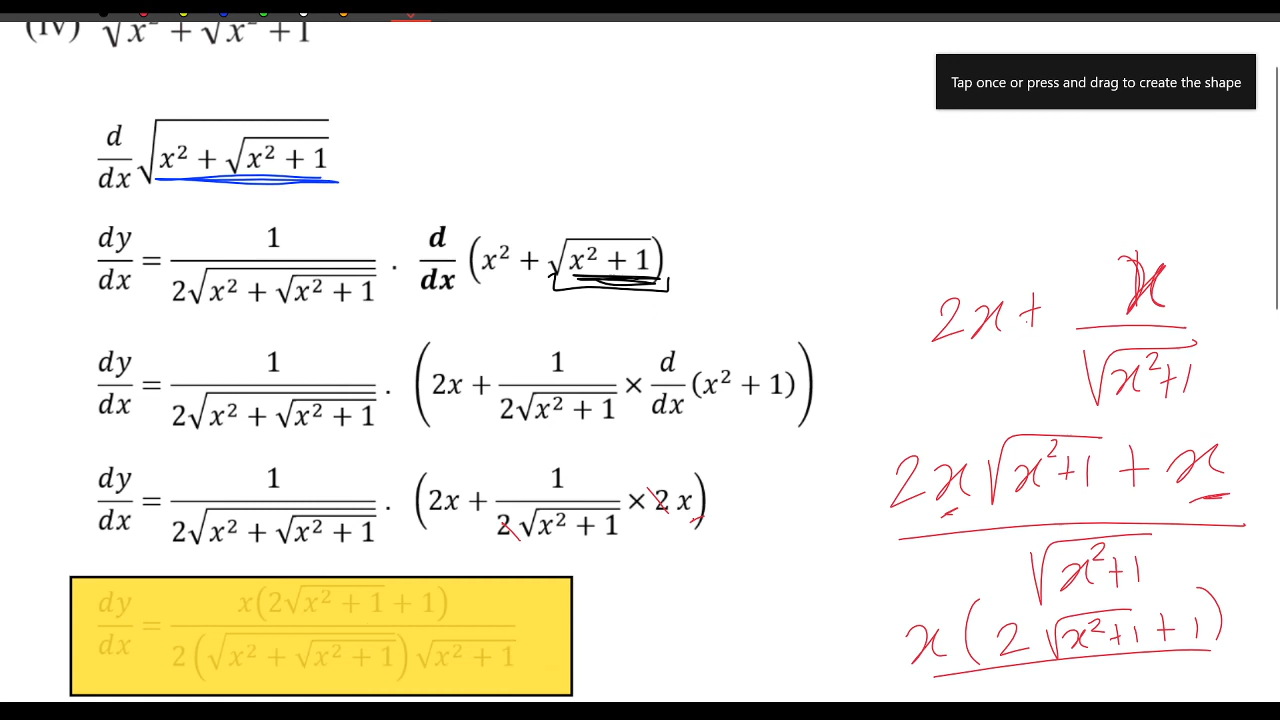 (iv) √x² + √x² + 1
Tap once or press and drag to create the shape
d/dx √(x² + √(x² + 1))
dy/dx = 1/(2√(x² + √(x² + 1))) . d/dx (x² + √(x² + 1))
dy/dx = 1/(2√(x² + √(x² + 1))) . (2x + 1/(2√(x² + 1)) × d/dx (x² + 1))
dy/dx = 1/(2√(x² + √(x² + 1))) . (2x + 1/(2√(x² + 1)) × 2 x)
dy/dx = x(2√(x² + 1) + 1)/(2(√(x² + √(x² + 1)))√(x² + 1))
2x + x/√(x²+1)
(2x√(x²+1) + x)/√(x²+1)
x(2√(x²+1) + 1)